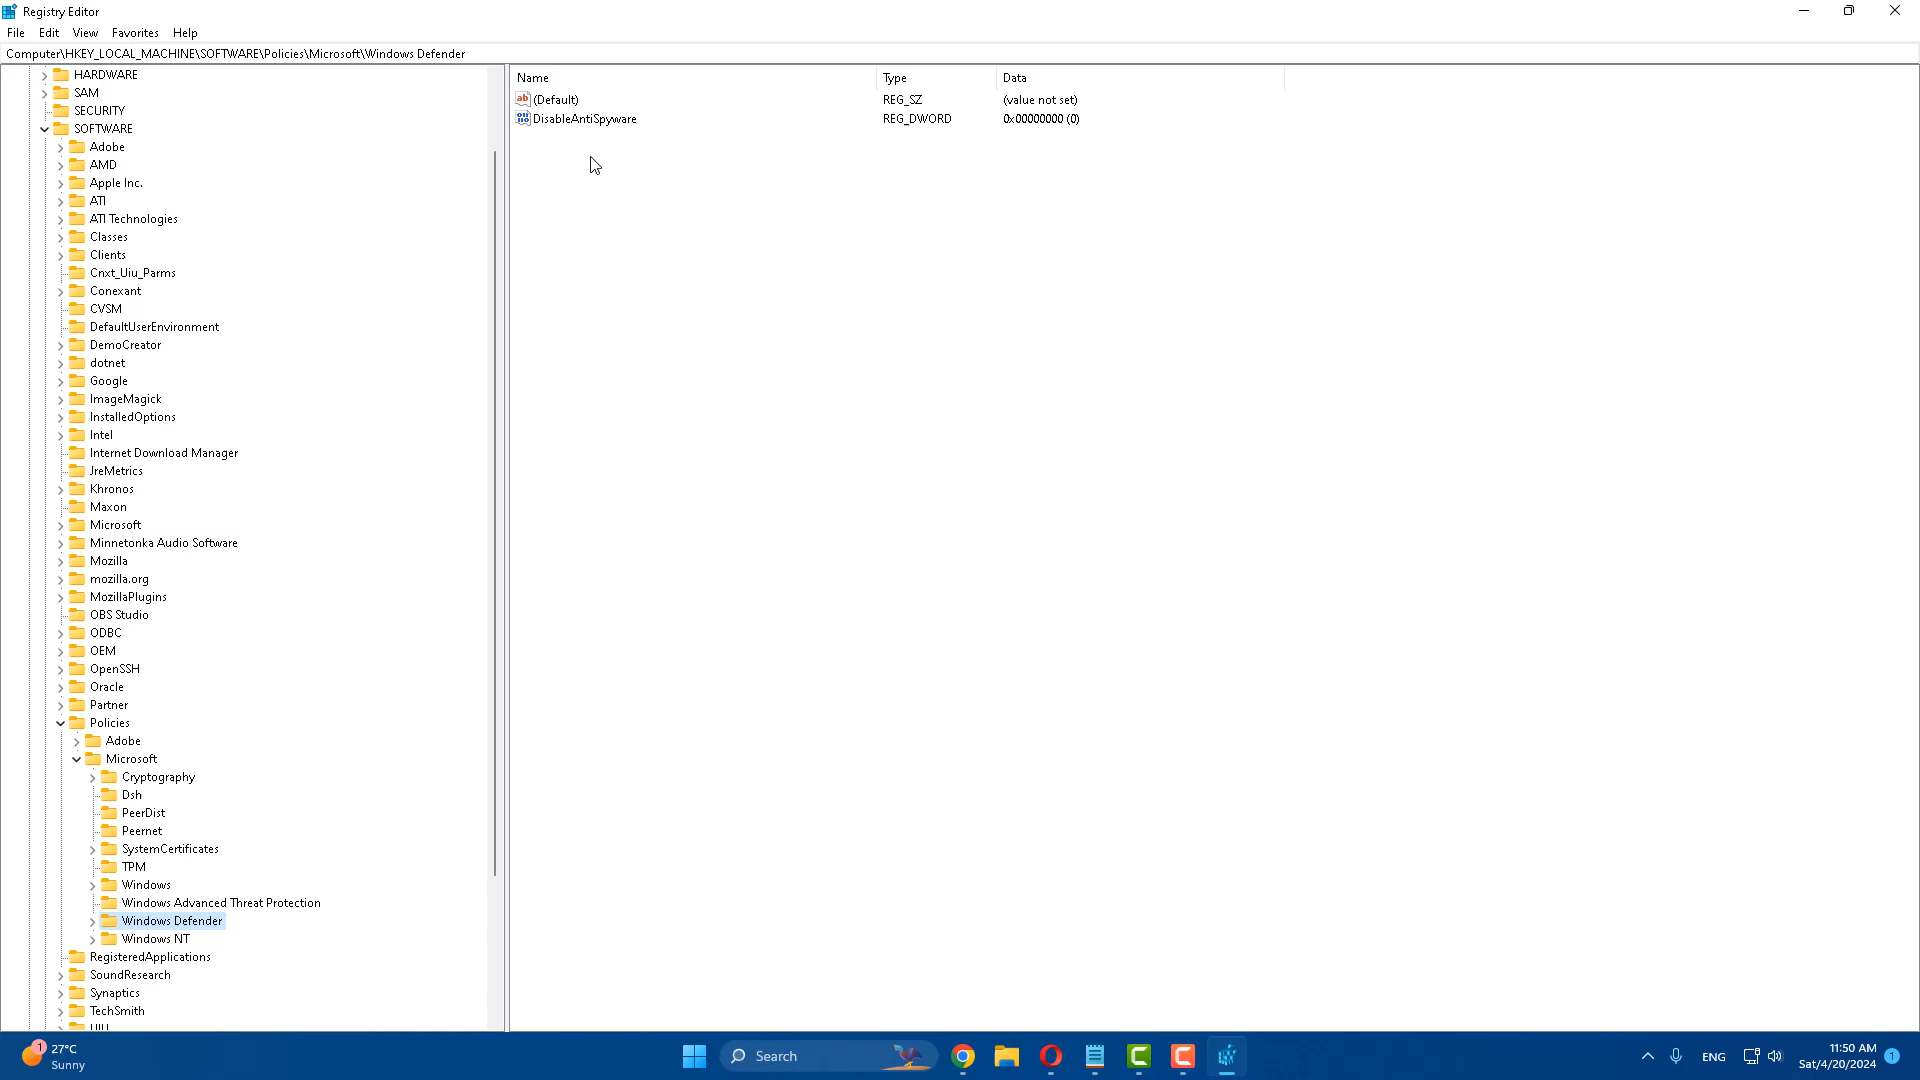 Registry Editor
File Edit View Favorites Help
Computer\HKEY_LOCAL_MACHINE\SOFTWARE\Policies\Microsoft\Windows Defender
HARDWARE
SAM
SECURITY
SOFTWARE
Adobe
AMD
Apple Inc.
ATI
ATI Technologies
Classes
Clients
Cnxt_Uiu_Parms
Conexant
CVSM
DefaultUserEnvironment
DemoCreator
dotnet
Google
ImageMagick
InstalledOptions
Intel
Internet Download Manager
JreMetrics
Khronos
Maxon
Microsoft
Minnetonka Audio Software
Mozilla
mozilla.org
MozillaPlugins
OBS Studio
ODBC
OEM
OpenSSH
Oracle
Partner
Policies
Adobe
Microsoft
Cryptography
Dsh
PeerDist
Peernet
SystemCertificates
TPM
Windows
Windows Advanced Threat Protection
Windows Defender
Windows NT
RegisteredApplications
SoundResearch
Synaptics
TechSmith
Name Type Data
ab (Default) REG_SZ (value not set)
DisableAntiSpyware REG_DWORD 0x00000000 (0)
1
27°C
Sunny
Search
ENG
11:50 AM
Sat/4/20/2024
1